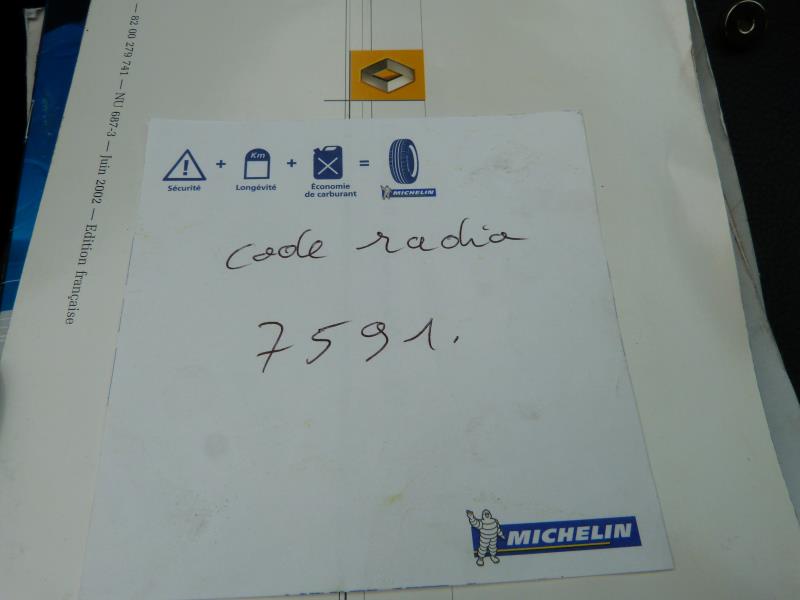 — 82 00 279 741 — NU 687-3 — Juin 2002 — Edition française
Km
Sécurité + Longévité + Économie de carburant = MICHELIN
code radio
7591.
MICHELIN